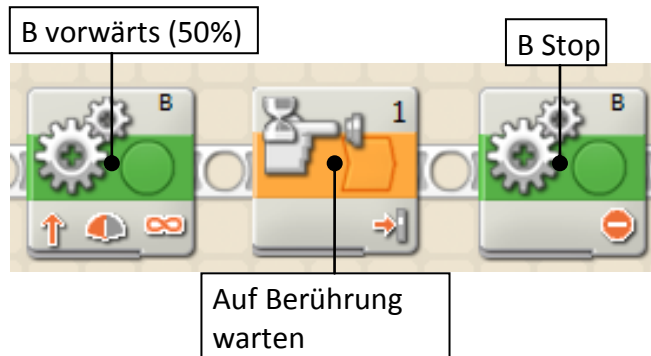 B vorwärts (50%)
B Stop
B
1
B
Auf Berührung
warten